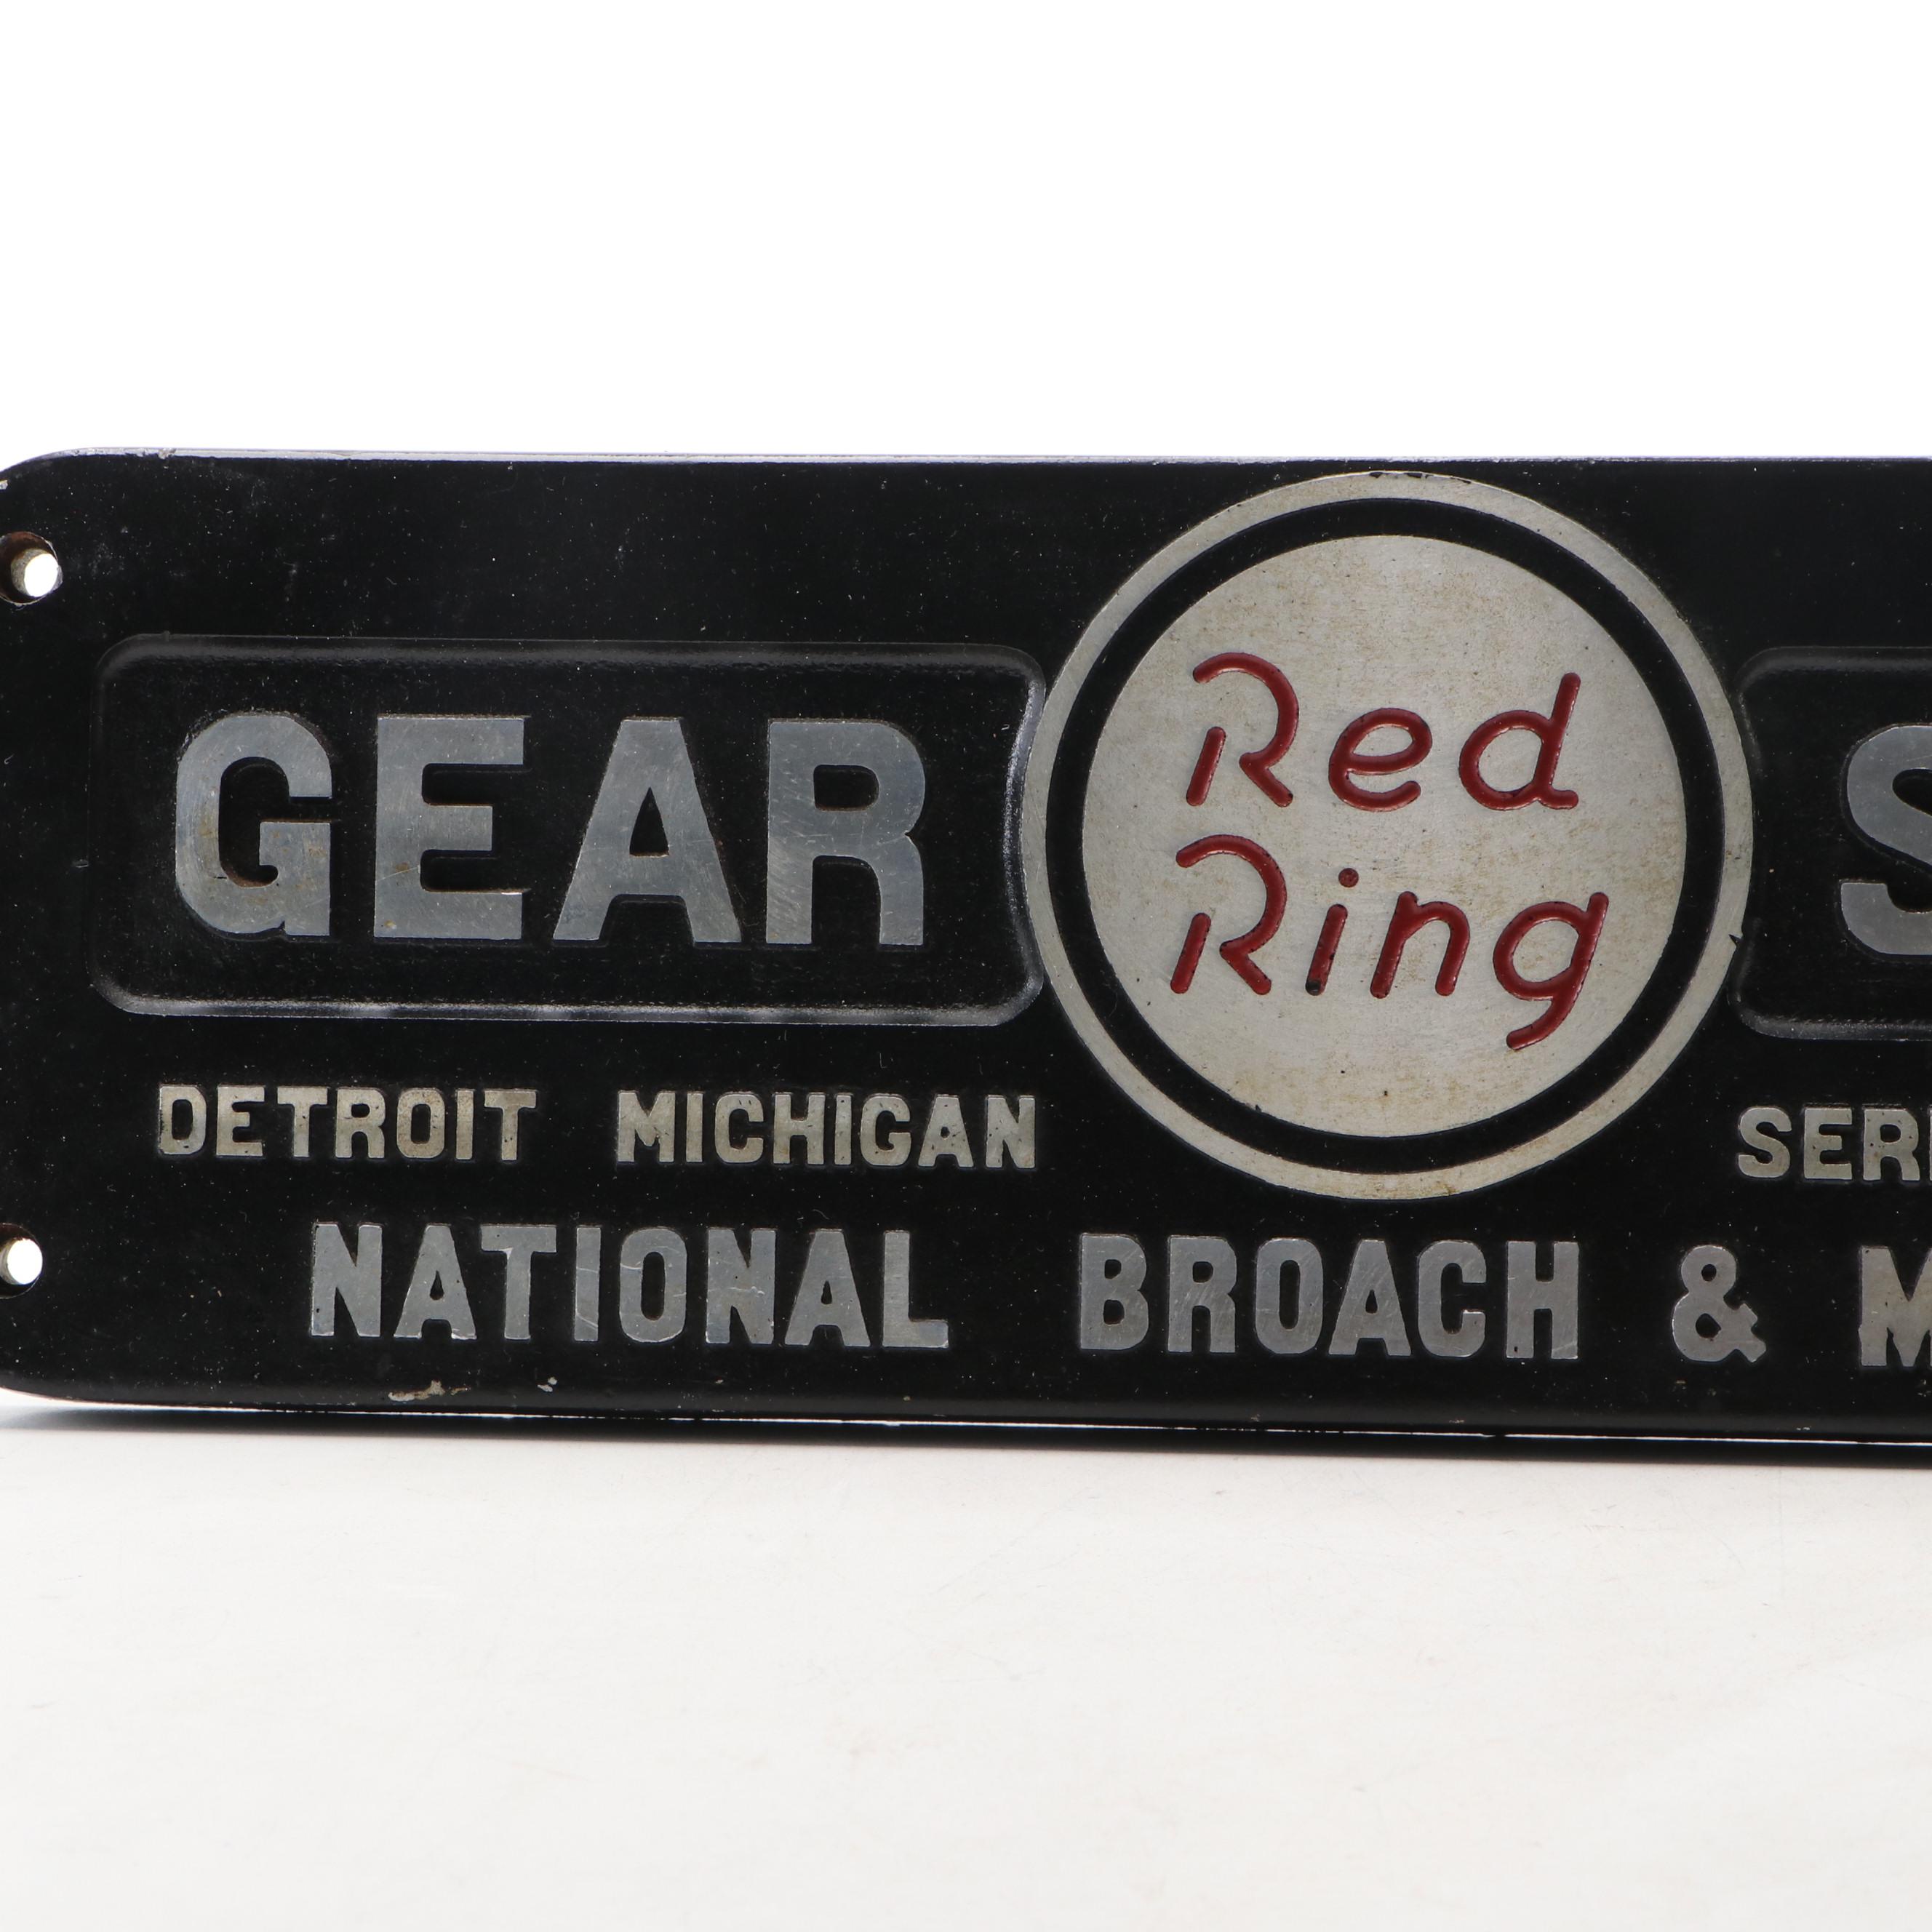 GEAR
Red
Ring
DETROIT MICHIGAN
NATIONAL BROACH &